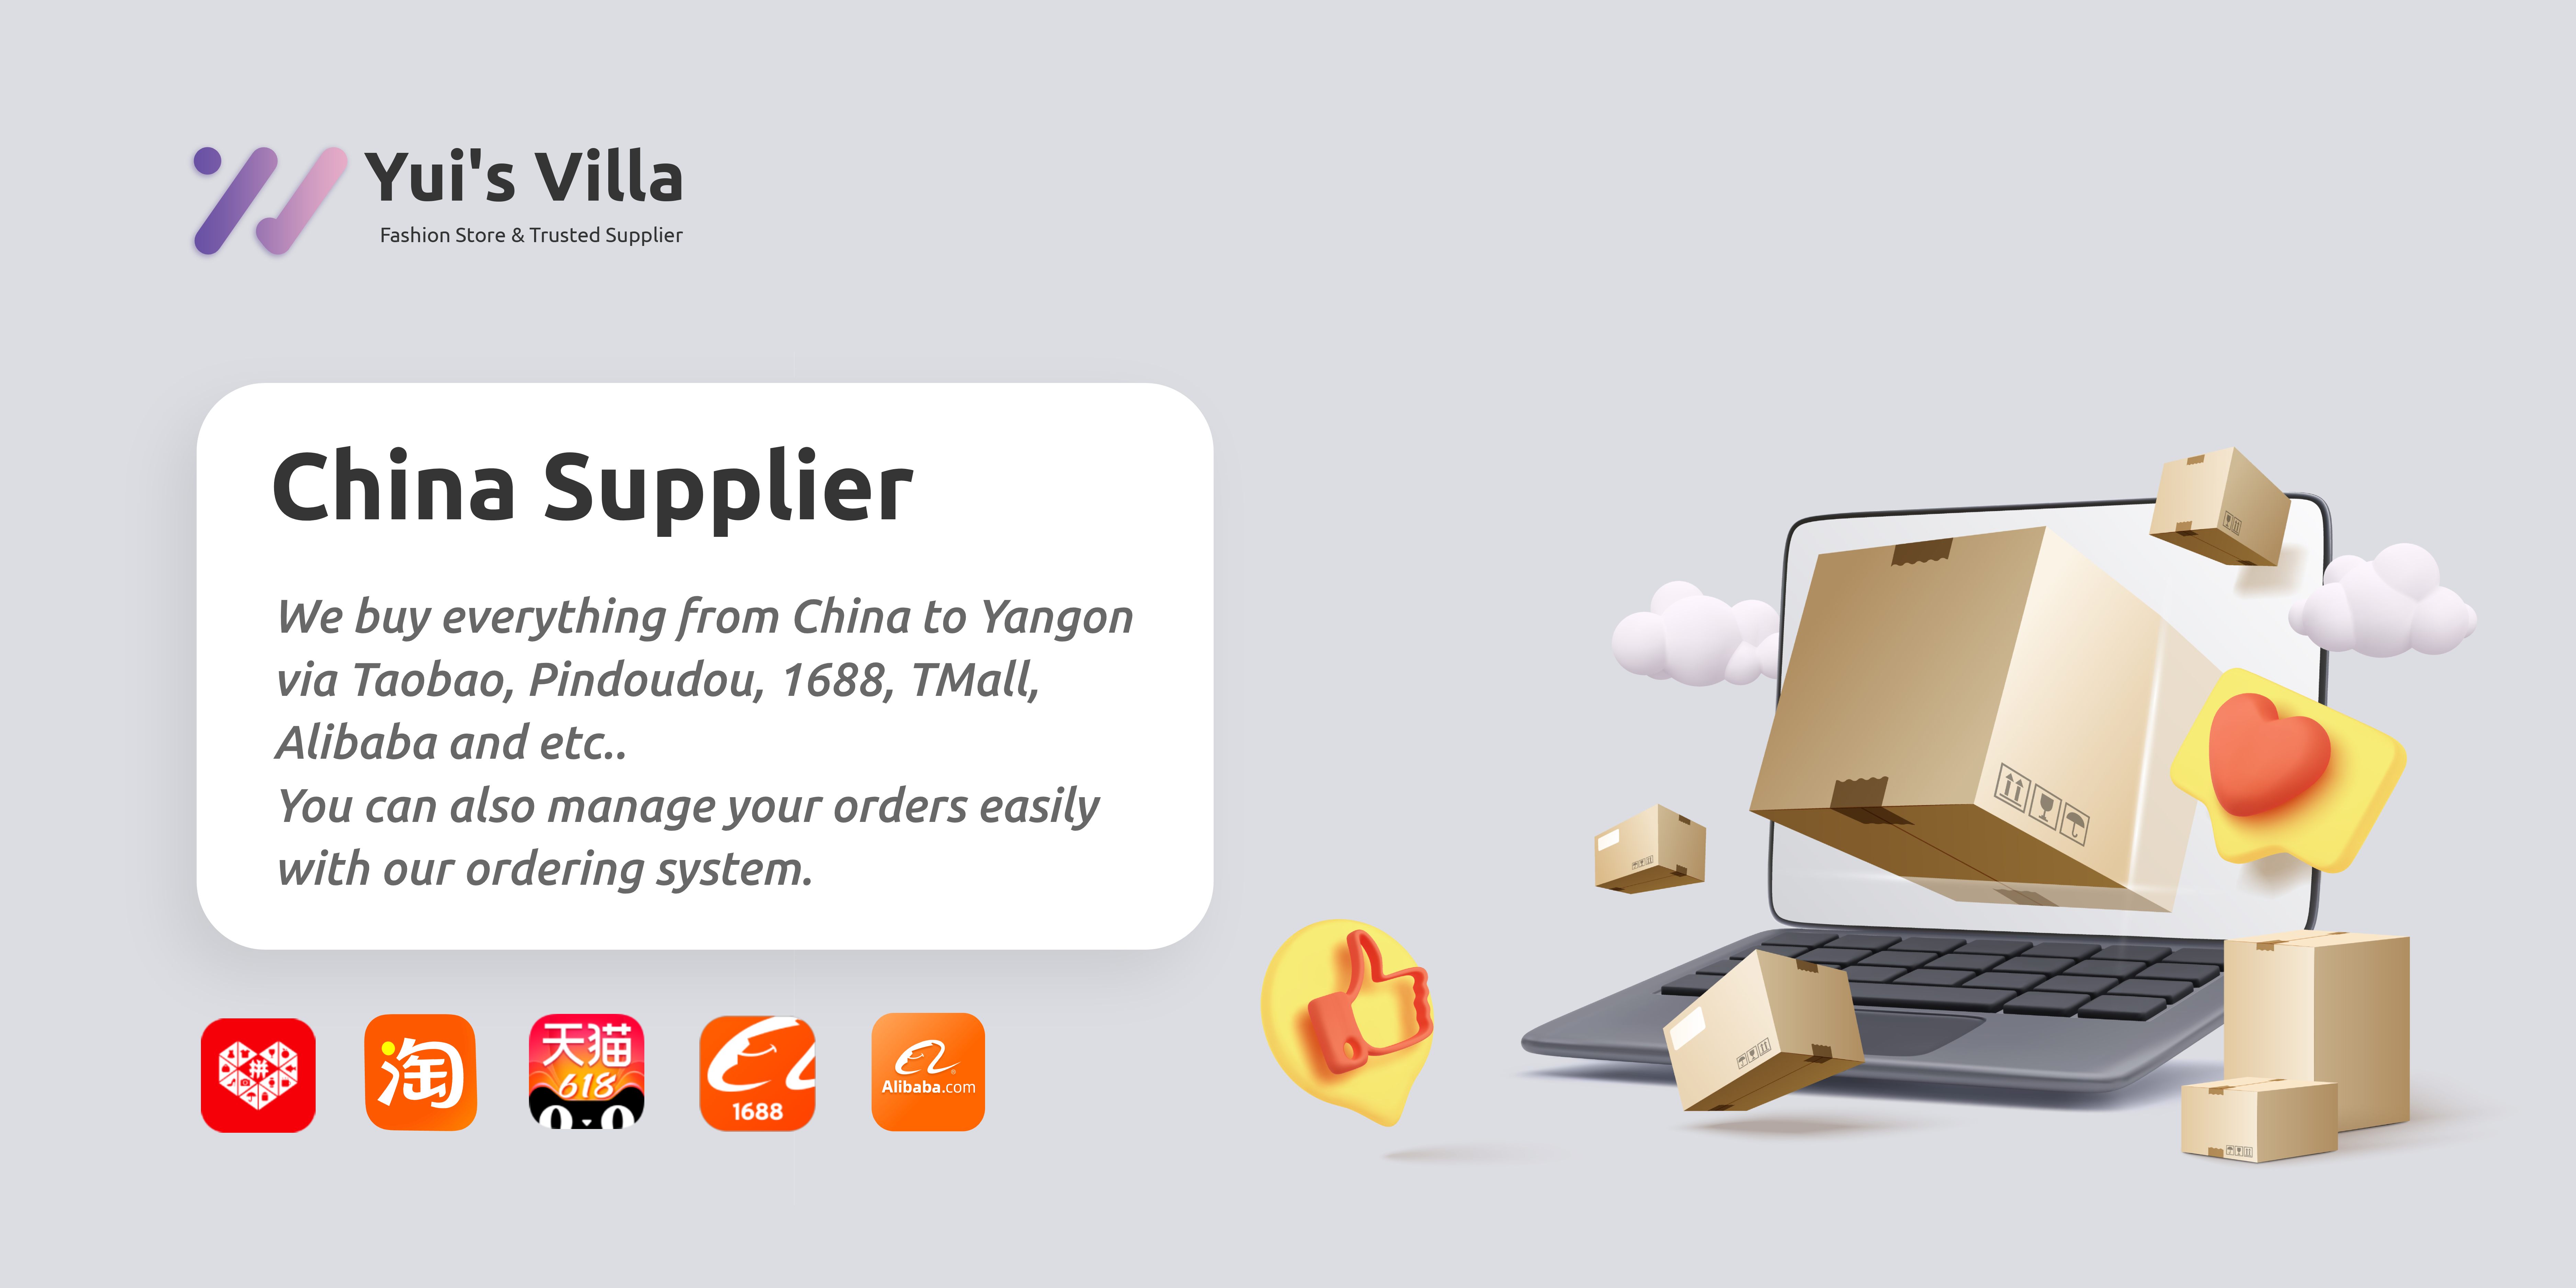 Yui's Villa
Fashion Store & Trusted Supplier
China Supplier
We buy everything from China to Yangon
via Taobao, Pindoudou, 1688, TMall,
Alibaba and etc..
You can also manage your orders easily
with our ordering system.
拼
淘
天猫
618
1688
Alibaba.com